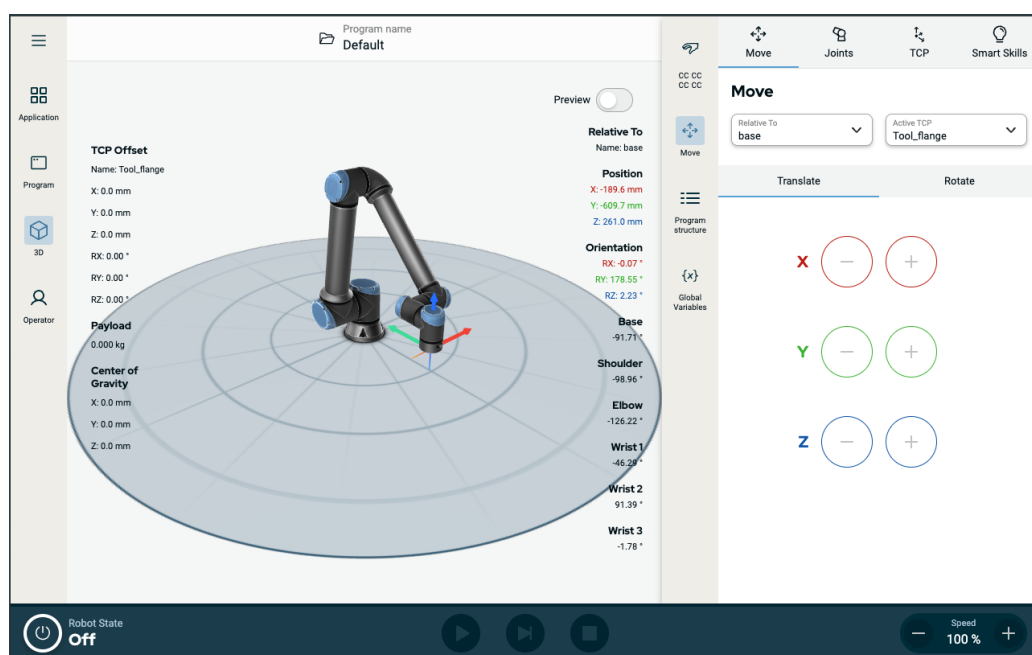 Program name
Default
Application
Program
3D
Operator
Preview
TCP Offset
Name: Tool_flange
X: 0.0 mm
Y: 0.0 mm
Z: 0.0 mm
RX: 0.00 °
RY: 0.00 °
RZ: 0.00 °
Payload
0.000 kg
Center of
Gravity
X: 0.0 mm
Y: 0.0 mm
Z: 0.0 mm
Relative To
Name: base
Position
X: -189.6 mm
Y: -609.7 mm
Z: 261.0 mm
Orientation
RX: -0.07 °
RY: 178.55 °
RZ: 2.23 °
Base
-91.71 °
Shoulder
-98.96 °
Elbow
-126.22 °
Wrist 1
-46.29 °
Wrist 2
91.39 °
Wrist 3
-1.78 °
CC CC
CC CC
Move
Program
structure
{x}
Global
Variables
Move
Joints
TCP
Smart Skills
Move
Relative To
base
Active TCP
Tool_flange
Translate
Rotate
X − +
Y − +
Z − +
Robot State
Off
Speed
− 100 % +